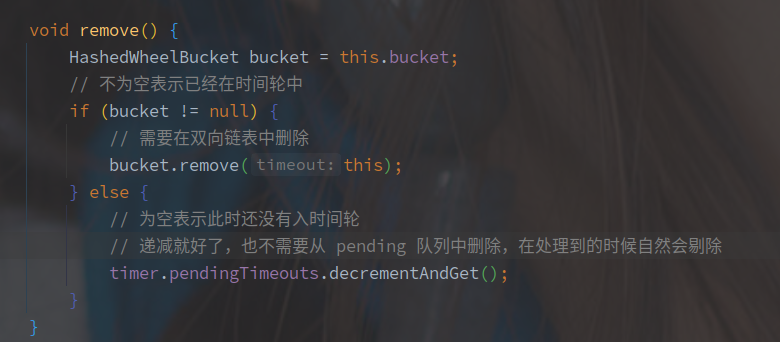 void remove() {
    HashedWheelBucket bucket = this.bucket;
    // 不为空表示已经在时间轮中
    if (bucket != null) {
        // 需要在双向链表中删除
        bucket.remove( timeout: this);
    } else {
        // 为空表示此时还没有入时间轮
        // 递减就好了，也不需要从 pending 队列中删除，在处理到的时候自然会剔除
        timer.pendingTimeouts.decrementAndGet();
    }
}